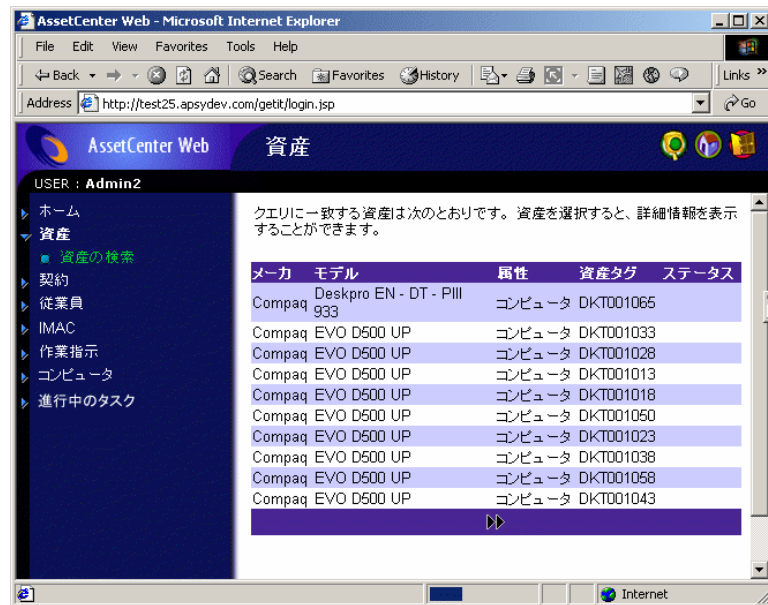 AssetCenter Web - Microsoft Internet Explorer
File Edit View Favorites Tools Help
Back Search Favorites History Links »
Address http://test25.apsydev.com/getit/login.jsp Go
AssetCenter Web 資産
USER : Admin2
ホーム
資産
資産の検索
契約
従業員
IMAC
作業指示
コンピュータ
進行中のタスク
クエリに一致する資産は次のとおりです。資産を選択すると、詳細情報を表示
することができます。
メーカ モデル 属性 資産タグ ステータス
Compaq Deskpro EN - DT - PIII 933 コンピュータ DKT001065
Compaq EVO D500 UP コンピュータ DKT001033
Compaq EVO D500 UP コンピュータ DKT001028
Compaq EVO D500 UP コンピュータ DKT001013
Compaq EVO D500 UP コンピュータ DKT001018
Compaq EVO D500 UP コンピュータ DKT001050
Compaq EVO D500 UP コンピュータ DKT001023
Compaq EVO D500 UP コンピュータ DKT001038
Compaq EVO D500 UP コンピュータ DKT001058
Compaq EVO D500 UP コンピュータ DKT001043
Internet